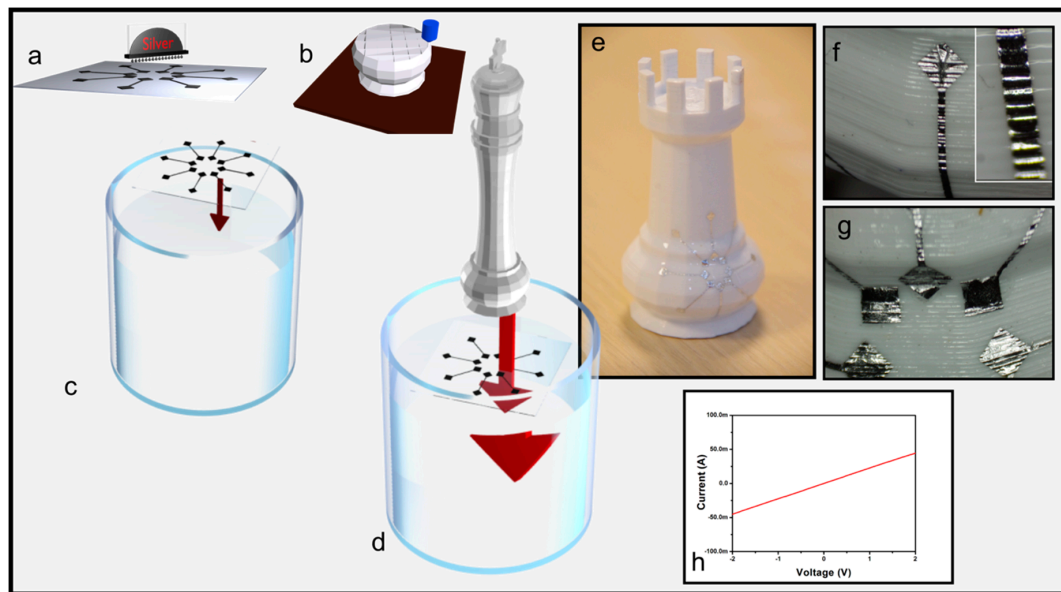 a
Silver
b
c
d
e
f
g
h
100.0m
50.0m
0.0
-50.0m
-100.0m
Current (A)
-2
-1
0
1
2
Voltage (V)